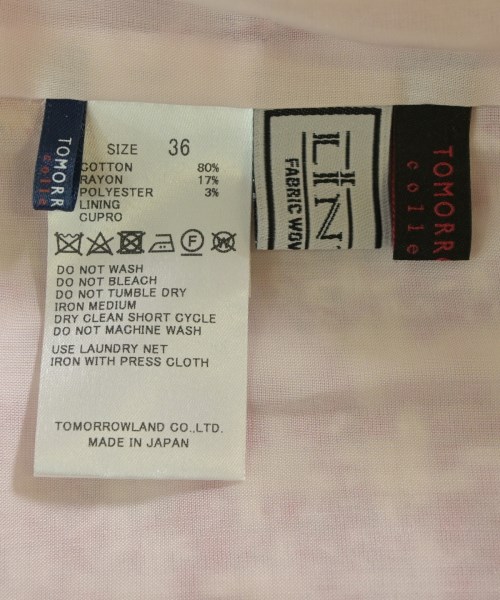 SIZE 36
COTTON 80%
RAYON 17%
POLYESTER 3%
LINING
CUPRO
DO NOT WASH
DO NOT BLEACH
DO NOT TUMBLE DRY
IRON MEDIUM
DRY CLEAN SHORT CYCLE
DO NOT MACHINE WASH
USE LAUNDRY NET
IRON WITH PRESS CLOTH
TOMORROWLAND CO.,LTD.
MADE IN JAPAN
TOMORR
colle
FABRIC WOV
TOMORR
colle